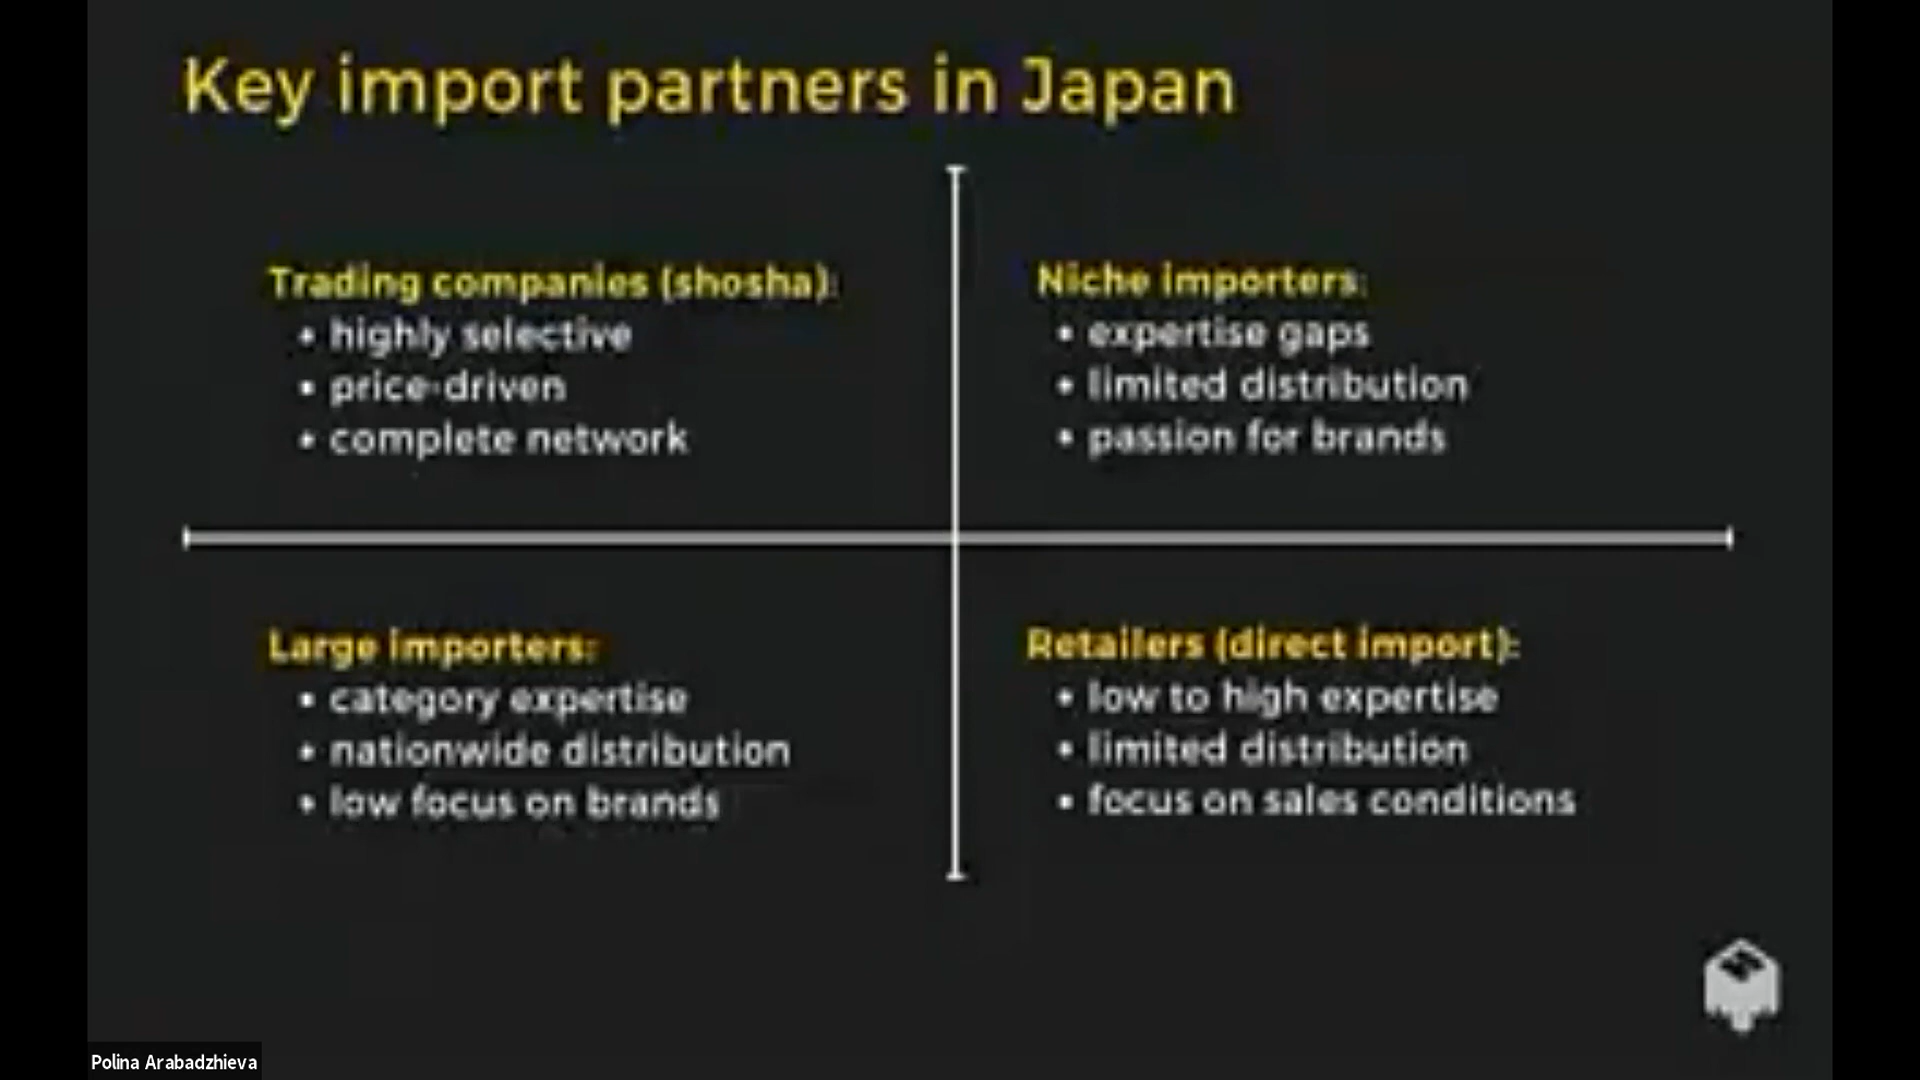 Key import partners in Japan
Trading companies (shosha):
• highly selective
• price-driven
• complete network
Niche importers:
• expertise gaps
• limited distribution
• passion for brands
Large importers:
• category expertise
• nationwide distribution
• low focus on brands
Retailers (direct import):
• low to high expertise
• limited distribution
• focus on sales conditions
Polina Arabadzhieva